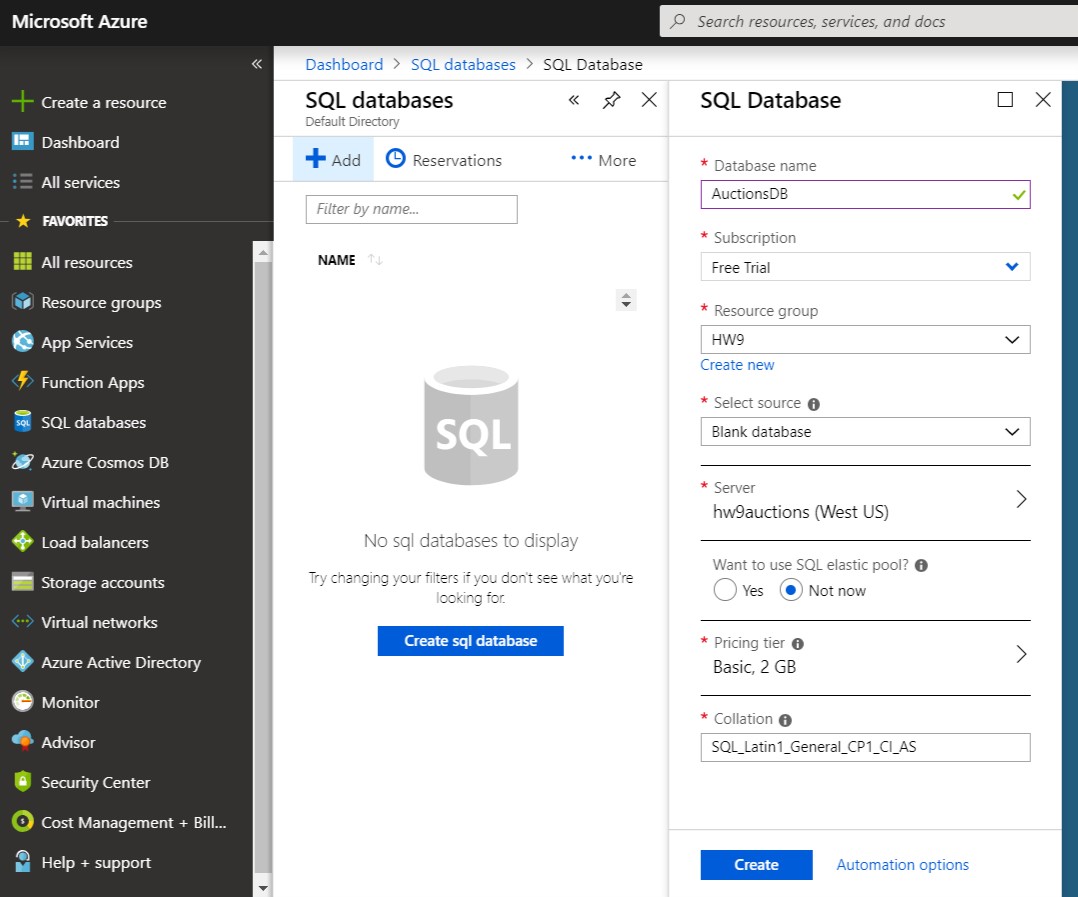 Microsoft Azure
Search resources, services, and docs
«
Create a resource
Dashboard
All services
FAVORITES
All resources
Resource groups
App Services
Function Apps
SQL
SQL databases
Azure Cosmos DB
Virtual machines
Load balancers
Storage accounts
Virtual networks
Azure Active Directory
Monitor
Advisor
Security Center
Cost Management + Bill...
Help + support
Dashboard > SQL databases > SQL Database
SQL databases «
Default Directory
Add Reservations ••• More
Filter by name...
NAME ↑↓
SQL
No sql databases to display
Try changing your filters if you don't see what you're
looking for.
Create sql database
SQL Database
* Database name
AuctionsDB
* Subscription
Free Trial
* Resource group
HW9
Create new
* Select source
Blank database
* Server
hw9auctions (West US)
Want to use SQL elastic pool?
Yes Not now
* Pricing tier
Basic, 2 GB
* Collation
SQL_Latin1_General_CP1_CI_AS
Create Automation options